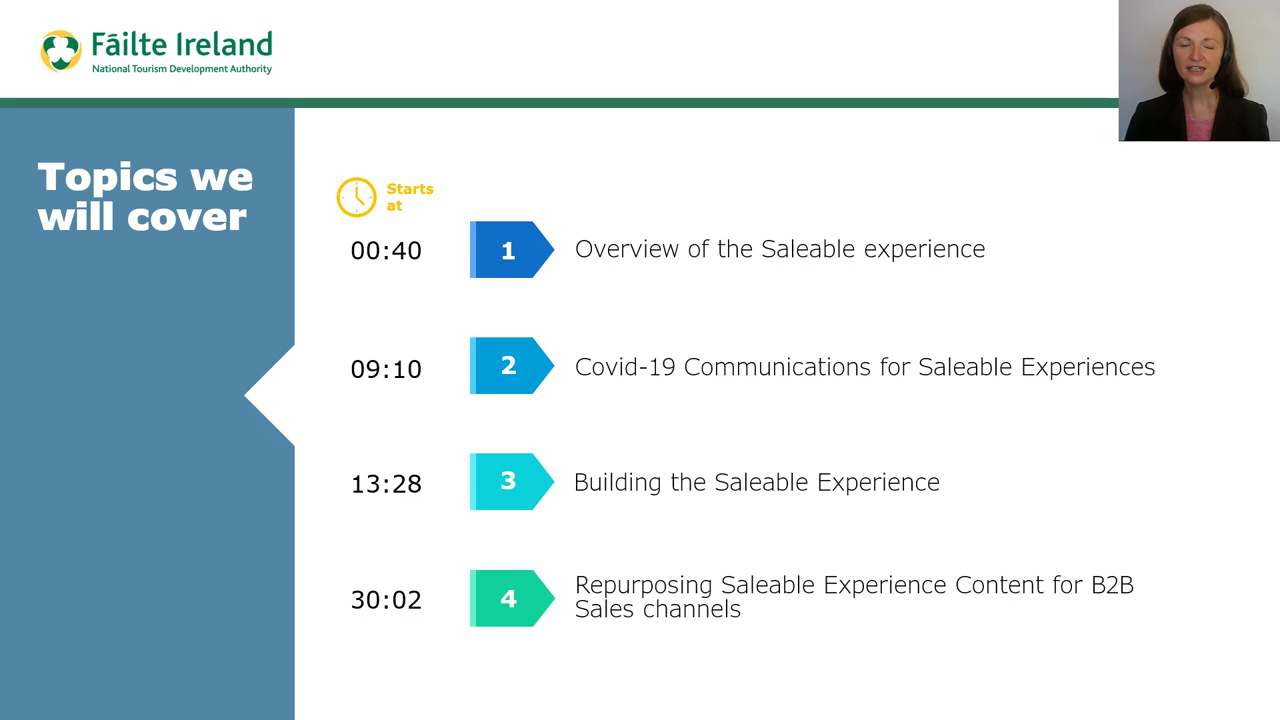 Fáilte Ireland
National Tourism Development Authority
Topics we
will cover
Starts
at
00:40
1
Overview of the Saleable experience
09:10
2
Covid-19 Communications for Saleable Experiences
13:28
3
Building the Saleable Experience
30:02
4
Repurposing Saleable Experience Content for B2B
Sales channels